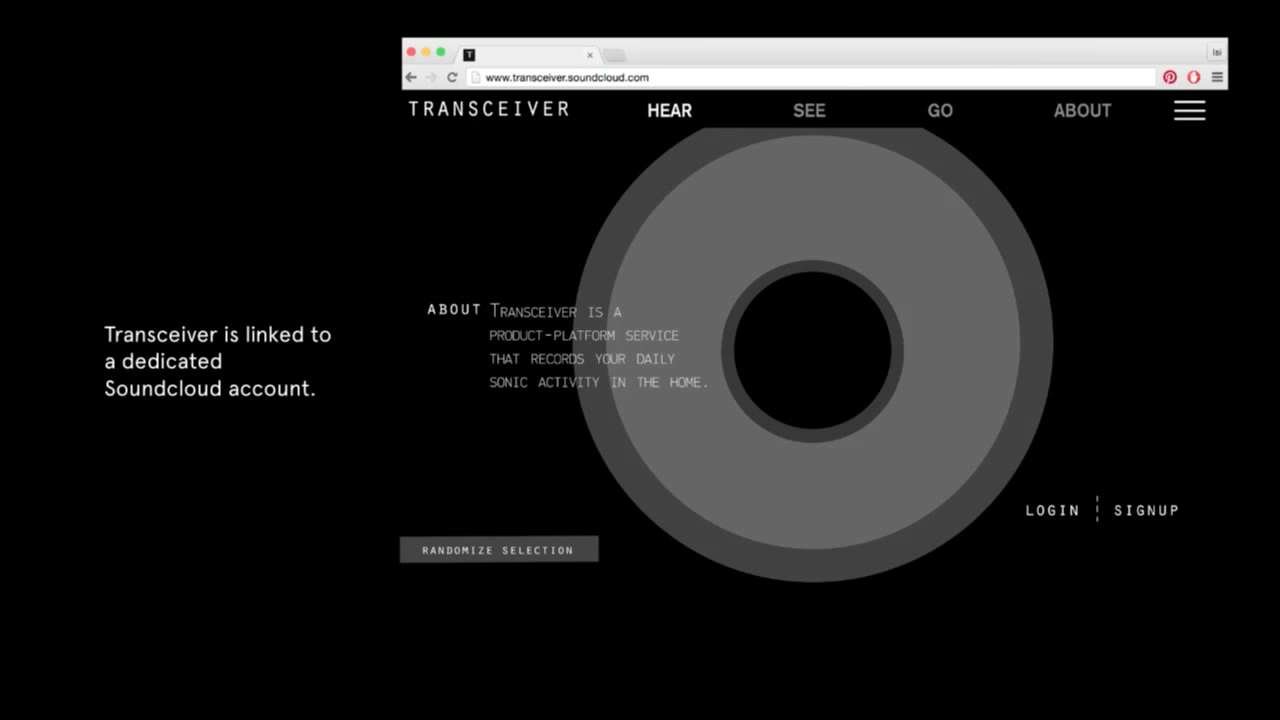 T
Isi
www.transceiver.soundcloud.com
TRANSCEIVER HEAR SEE GO ABOUT
Transceiver is linked to
a dedicated
Soundcloud account.
ABOUT TRANSCEIVER IS A
PRODUCT-PLATFORM SERVICE
THAT RECORDS YOUR DAILY
SONIC ACTIVITY IN THE HOME.
LOGIN SIGNUP
RANDOMIZE SELECTION